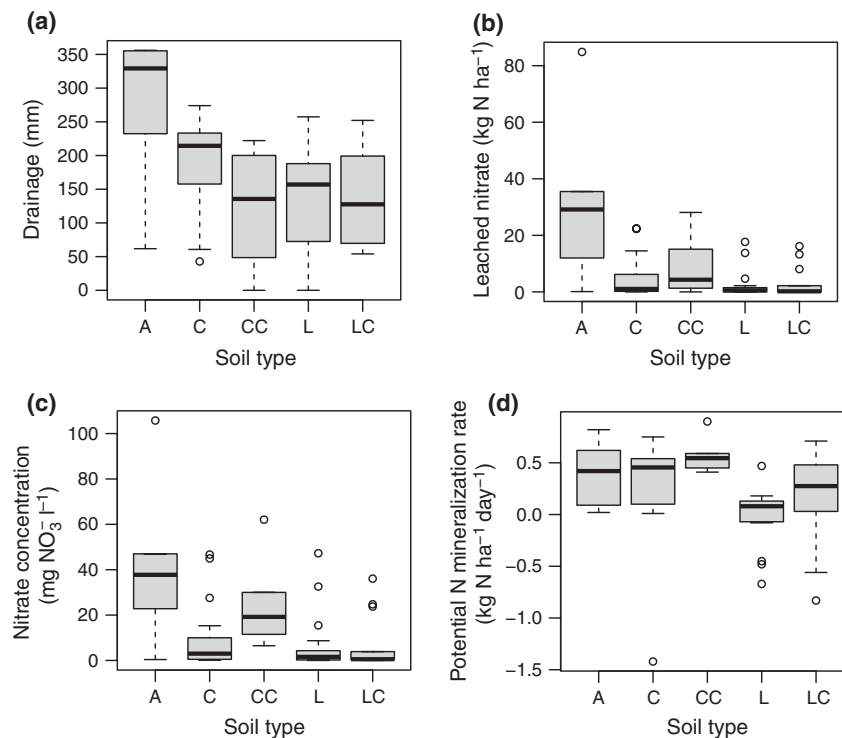 (a)
350
300
250
200
150
100
50
0
Drainage (mm)
A C CC L LC
Soil type
(b)
80
60
40
20
0
Leached nitrate (kg N ha⁻¹)
A C CC L LC
Soil type
(c)
100
80
60
40
20
0
Nitrate concentration
(mg NO₃⁻ l⁻¹)
A C CC L LC
Soil type
(d)
0.5
0.0
−0.5
−1.0
−1.5
Potential N mineralization rate
(kg N ha⁻¹ day⁻¹)
A C CC L LC
Soil type